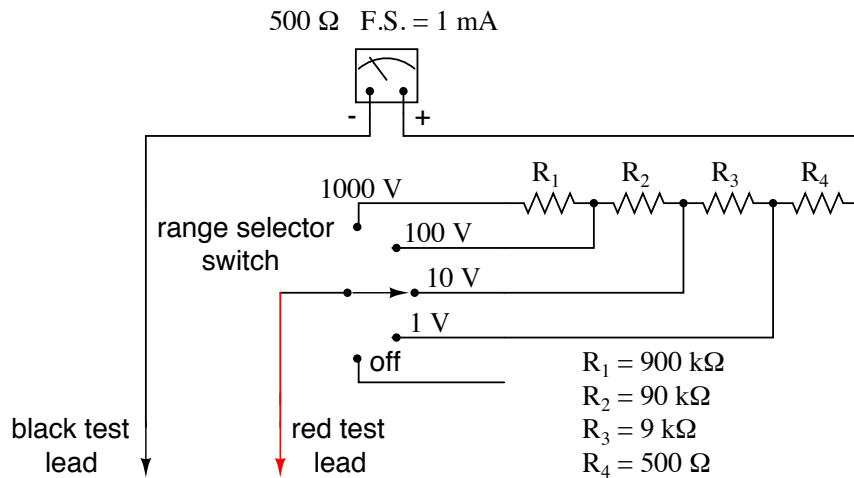 500 Ω F.S. = 1 mA
- +
R₁ R₂ R₃ R₄
1000 V
range selector
switch
100 V
10 V
1 V
off
R₁ = 900 kΩ
R₂ = 90 kΩ
R₃ = 9 kΩ
R₄ = 500 Ω
black test
lead
red test
lead